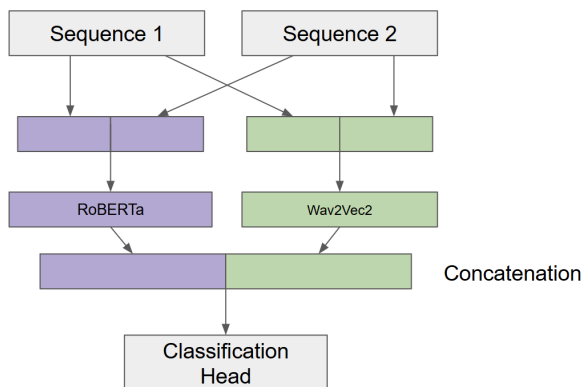 Sequence 1
Sequence 2
RoBERTa
Wav2Vec2
Concatenation
Classification
Head